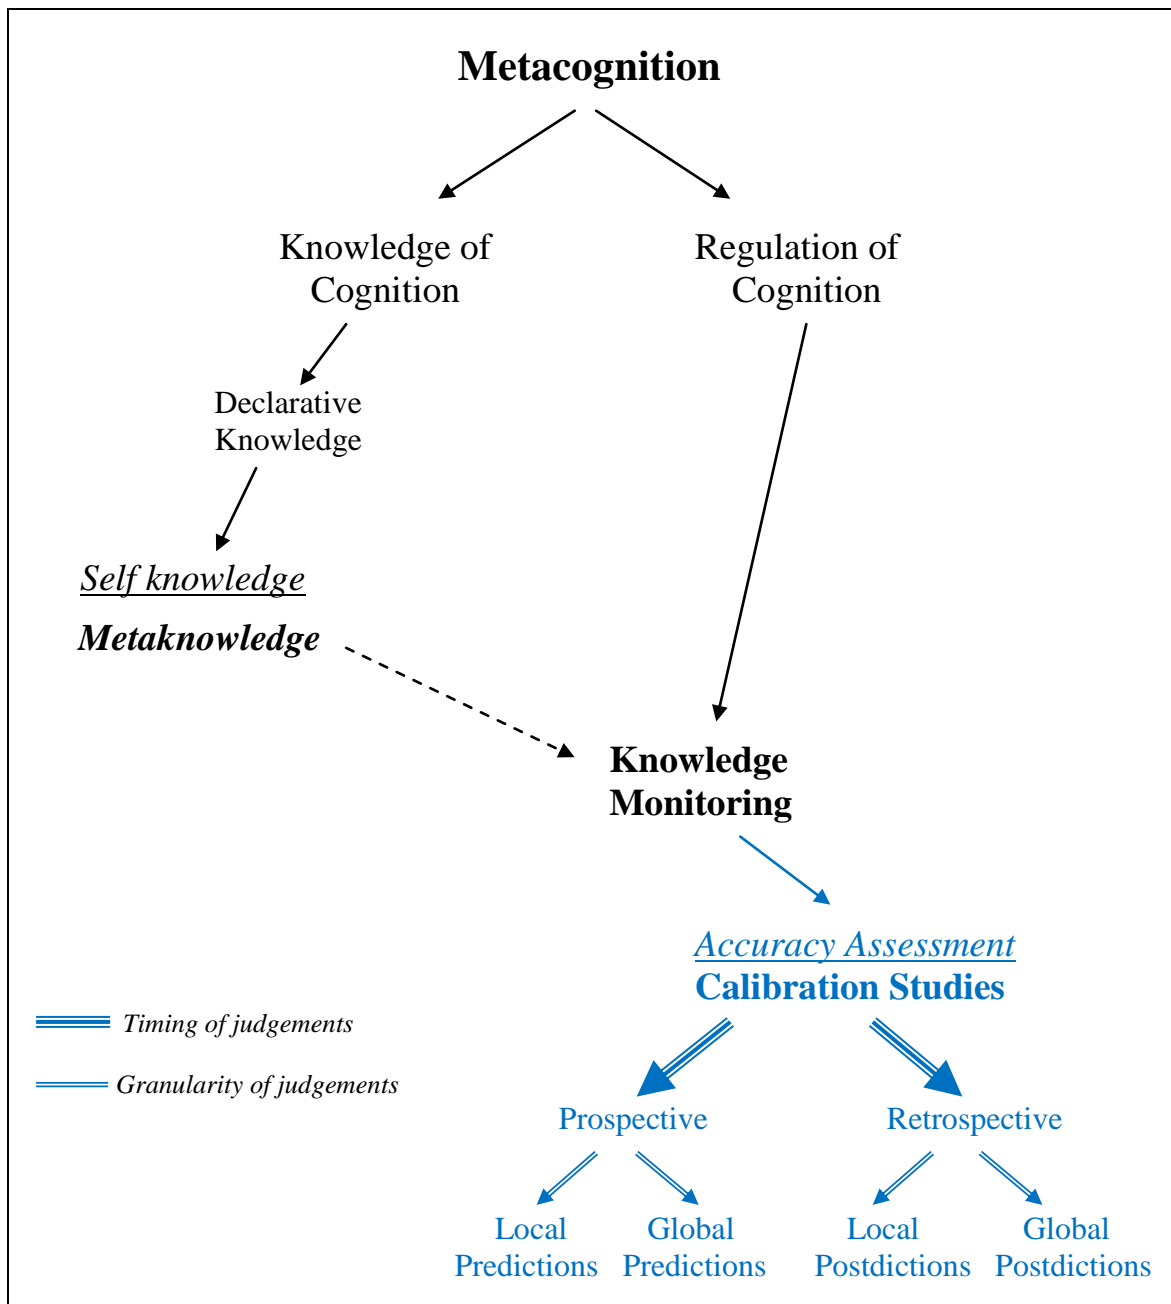 Metacognition
Knowledge of
Cognition
Regulation of
Cognition
Declarative
Knowledge
Self knowledge
Metaknowledge
Knowledge
Monitoring
Accuracy Assessment
Calibration Studies
Timing of judgements
Granularity of judgements
Prospective
Retrospective
Local
Predictions
Global
Predictions
Local
Postdictions
Global
Postdictions